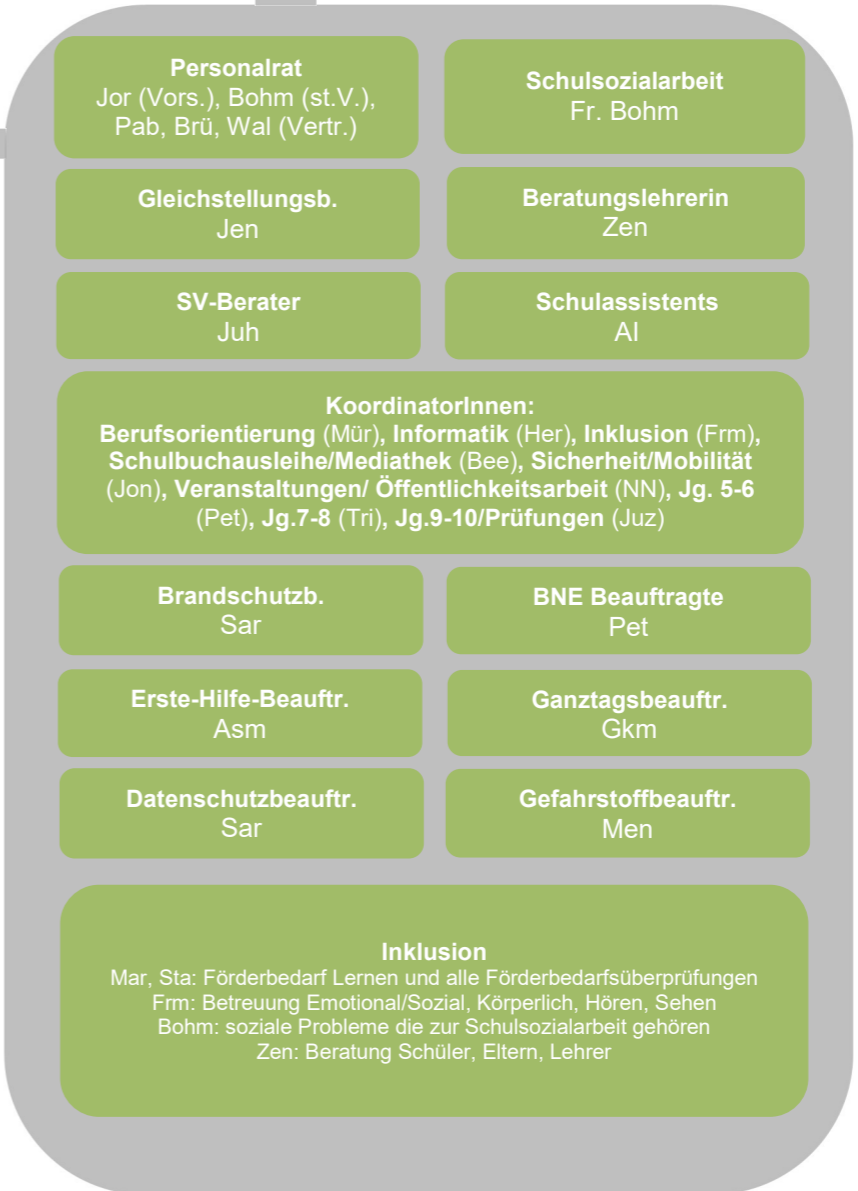 Personalrat
Jor (Vors.), Bohm (st.V.),
Pab, Brü, Wal (Vertr.)
Schulsozialarbeit
Fr. Bohm
Gleichstellungsb.
Jen
Beratungslehrerin
Zen
SV-Berater
Juh
Schulassistents
Al
KoordinatorInnen:
Berufsorientierung (Mür), Informatik (Her), Inklusion (Frm),
Schulbuchausleihe/Mediathek (Bee), Sicherheit/Mobilität
(Jon), Veranstaltungen/ Öffentlichkeitsarbeit (NN), Jg. 5-6
(Pet), Jg.7-8 (Tri), Jg.9-10/Prüfungen (Juz)
Brandschutzb.
Sar
BNE Beauftragte
Pet
Erste-Hilfe-Beauftr.
Asm
Ganztagsbeauftr.
Gkm
Datenschutzbeauftr.
Sar
Gefahrstoffbeauftr.
Men
Inklusion
Mar, Sta: Förderbedarf Lernen und alle Förderbedarfsüberprüfungen
Frm: Betreuung Emotional/Sozial, Körperlich, Hören, Sehen
Bohm: soziale Probleme die zur Schulsozialarbeit gehören
Zen: Beratung Schüler, Eltern, Lehrer